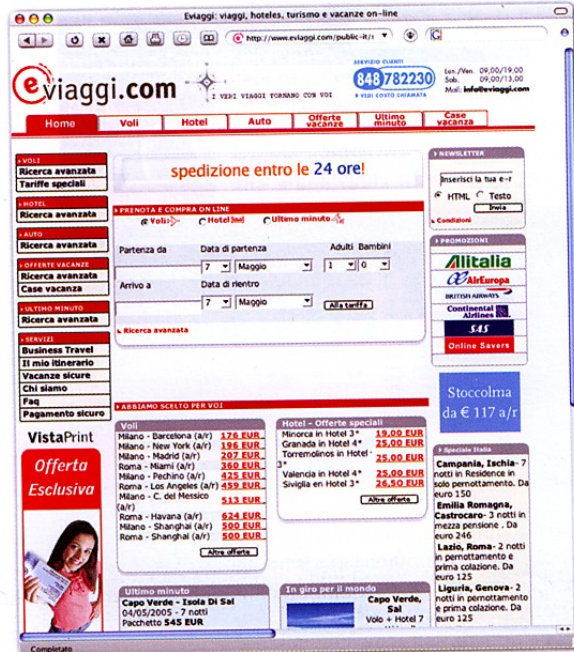 Eviaggi: viaggi, hoteles, turismo e vacanze on-line
http://www.eviaggi.com/public-it/r
eviaggi.com
I VERI VIAGGI TORNANO CON VOI
SERVIZIO CLIENTI
848 782230
VEDI COSTO CHIAMATA
Lun./Ven. 09,00/19,00
Sab. 09,00/13,00
Mail: info@eviaggi.com
Home
Voli
Hotel
Auto
Offerte vacanze
Ultimo minuto
Case vacanza
VOLI
Ricerca avanzata
Tariffe speciali
HOTEL
Ricerca avanzata
AUTO
Ricerca avanzata
OFFERTE VACANZE
Ricerca avanzata
Case vacanza
ULTIMO MINUTO
Ricerca avanzata
SERVIZI
Business Travel
Il mio itinerario
Vacanze sicure
Chi siamo
Faq
Pagamento sicuro
VistaPrint
Offerta
Esclusiva
spedizione entro le 24 ore!
PRENOTA E COMPRA ON LINE
Voli Hotel Ultimo minuto
Partenza da Data di partenza Adulti Bambini
7 Maggio 1 0
Arrivo a Data di rientro
7 Maggio Alla tariffa
Ricerca avanzata
ABBIAMO SCELTO PER VOI
Voli
Milano - Barcelona (a/r) 176 EUR
Milano - New York (a/r) 196 EUR
Milano - Madrid (a/r) 207 EUR
Roma - Miami (a/r) 360 EUR
Milano - Pechino (a/r) 425 EUR
Roma - Los Angeles (a/r) 459 EUR
Milano - C. del Messico
(a/r) 513 EUR
Roma - Havana (a/r) 624 EUR
Milano - Shanghai (a/r) 500 EUR
Roma - Shanghai (a/r) 500 EUR
Altre offerte
Hotel - Offerte speciali
Minorca in Hotel 3* 19,00 EUR
Granada in Hotel 4* 25,00 EUR
Torremolinos in Hotel
3* 25,00 EUR
Valencia in Hotel 4* 25,00 EUR
Siviglia en Hotel 3* 26,50 EUR
Altre offerte
Ultimo minuto
Capo Verde - Isola Di Sal
04/05/2005 - 7 notti
Pacchetto 545 EUR
In giro per il mondo
Capo Verde,
Sal
Volo + Hotel 7
NEWSLETTER
Inserisci la tua e-r
HTML Testo
Invia
Condizioni
PROMOZIONI
Alitalia
AirEuropa
BRITISH AIRWAYS
Continental
Airlines
SAS
Online Savers
Stoccolma
da € 117 a/r
Speciale Italia
Campania, Ischia- 7
notti in Residence in
solo pernottamento. Da
euro 150
Emilia Romagna,
Castrocaro- 3 notti in
mezza pensione . Da
euro 246
Lazio, Roma- 2 notti
in pernottamento e
prima colazione. Da
euro 125
Liguria, Genova- 2
notti in pernottamento
e prima colazione. Da
euro 125
Completato